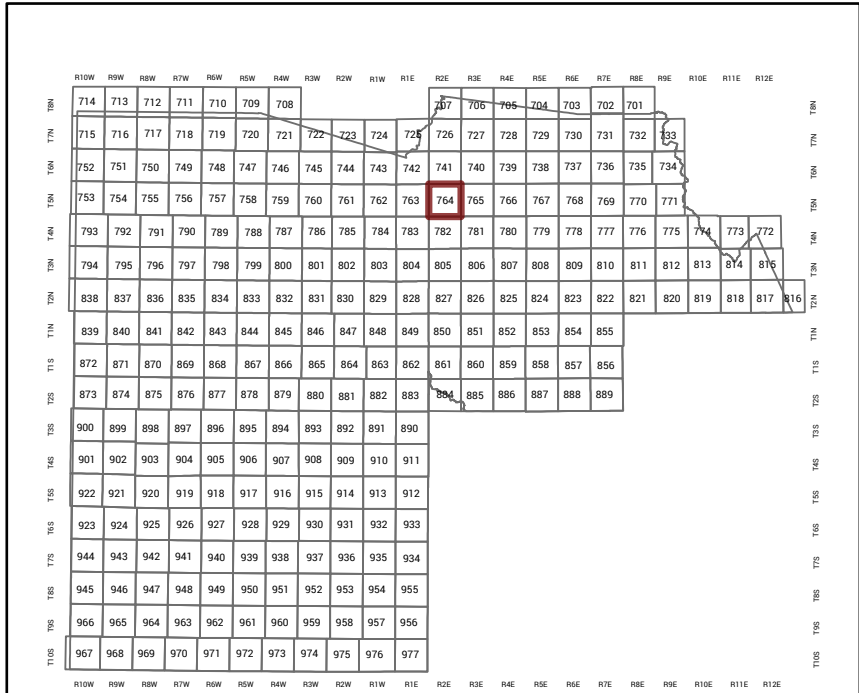 R10W R9W R8W R7W R6W R5W R4W R3W R2W R1W R1E R2E R3E R4E R5E R6E R7E R8E R9E R10E R11E R12E
T8N 714 713 712 711 710 709 708 707 706 705 704 703 702 701 T8N
T7N 715 716 717 718 719 720 721 722 723 724 725 726 727 728 729 730 731 732 733 T7N
T6N 752 751 750 749 748 747 746 745 744 743 742 741 740 739 738 737 736 735 734 T6N
T5N 753 754 755 756 757 758 759 760 761 762 763 764 765 766 767 768 769 770 771 T5N
T4N 793 792 791 790 789 788 787 786 785 784 783 782 781 780 779 778 777 776 775 774 773 772 T4N
T3N 794 795 796 797 798 799 800 801 802 803 804 805 806 807 808 809 810 811 812 813 814 815 T3N
T2N 838 837 836 835 834 833 832 831 830 829 828 827 826 825 824 823 822 821 820 819 818 817 816 T2N
T1N 839 840 841 842 843 844 845 846 847 848 849 850 851 852 853 854 855 T1N
T1S 872 871 870 869 868 867 866 865 864 863 862 861 860 859 858 857 856 T1S
T2S 873 874 875 876 877 878 879 880 881 882 883 884 885 886 887 888 889 T2S
T3S 900 899 898 897 896 895 894 893 892 891 890 T3S
T4S 901 902 903 904 905 906 907 908 909 910 911 T4S
T5S 922 921 920 919 918 917 916 915 914 913 912 T5S
T6S 923 924 925 926 927 928 929 930 931 932 933 T6S
T7S 944 943 942 941 940 939 938 937 936 935 934 T7S
T8S 945 946 947 948 949 950 951 952 953 954 955 T8S
T9S 966 965 964 963 962 961 960 959 958 957 956 T9S
T10S 967 968 969 970 971 972 973 974 975 976 977 T10S
R10W R9W R8W R7W R6W R5W R4W R3W R2W R1W R1E R2E R3E R4E R5E R6E R7E R8E R9E R10E R11E R12E